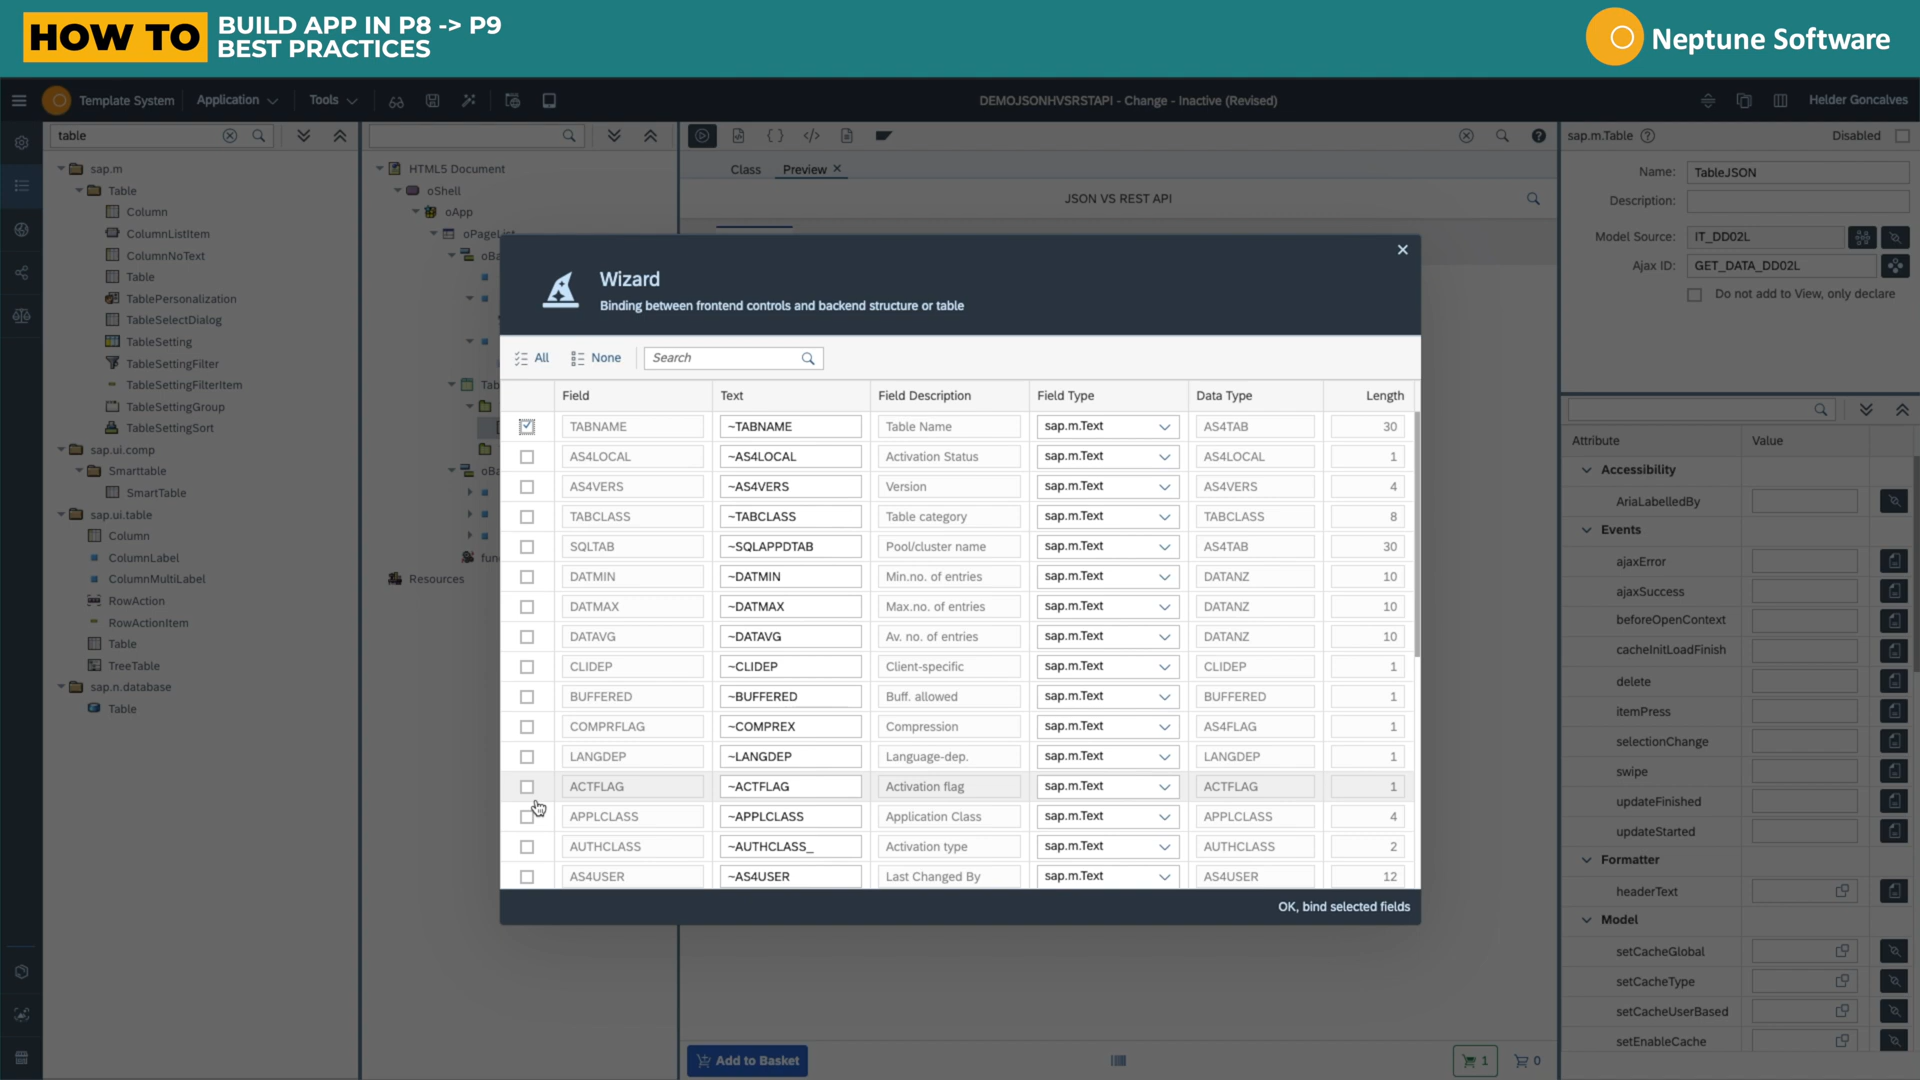 HOW TO
BUILD APP IN P8 -> P9
BEST PRACTICES
Neptune Software
Template System
Application
Tools
DEMOJSONHVSRSTAPI - Change - Inactive (Revised)
Helder Goncalves
table
sap.m
Table
Column
ColumnListItem
ColumnNoText
Table
TablePersonalization
TableSelectDialog
TableSetting
TableSettingFilter
TableSettingFilterItem
TableSettingGroup
TableSettingSort
sap.ui.comp
Smarttable
SmartTable
sap.ui.table
Column
ColumnLabel
ColumnMultiLabel
RowAction
RowActionItem
Table
TreeTable
sap.n.database
Table
HTML5 Document
oShell
oApp
oPageList
oBa
Tab
oBa
func
Resources
Class
Preview
JSON VS REST API
Wizard
Binding between frontend controls and backend structure or table
All
None
Search
Field Text Field Description Field Type Data Type Length
TABNAME ~TABNAME Table Name sap.m.Text AS4TAB 30
AS4LOCAL ~AS4LOCAL Activation Status sap.m.Text AS4LOCAL 1
AS4VERS ~AS4VERS Version sap.m.Text AS4VERS 4
TABCLASS ~TABCLASS Table category sap.m.Text TABCLASS 8
SQLTAB ~SQLAPPDTAB Pool/cluster name sap.m.Text AS4TAB 30
DATMIN ~DATMIN Min.no. of entries sap.m.Text DATANZ 10
DATMAX ~DATMAX Max.no. of entries sap.m.Text DATANZ 10
DATAVG ~DATAVG Av. no. of entries sap.m.Text DATANZ 10
CLIDEP ~CLIDEP Client-specific sap.m.Text CLIDEP 1
BUFFERED ~BUFFERED Buff. allowed sap.m.Text BUFFERED 1
COMPRFLAG ~COMPREX Compression sap.m.Text AS4FLAG 1
LANGDEP ~LANGDEP Language-dep. sap.m.Text LANGDEP 1
ACTFLAG ~ACTFLAG Activation flag sap.m.Text ACTFLAG 1
APPLCLASS ~APPLCLASS Application Class sap.m.Text APPLCLASS 4
AUTHCLASS ~AUTHCLASS_ Activation type sap.m.Text AUTHCLASS 2
AS4USER ~AS4USER Last Changed By sap.m.Text AS4USER 12
OK, bind selected fields
Add to Basket
1
0
sap.m.Table
Disabled
Name: TableJSON
Description:
Model Source: IT_DD02L
Ajax ID: GET_DATA_DD02L
Do not add to View, only declare
Attribute Value
Accessibility
AriaLabelledBy
Events
ajaxError
ajaxSuccess
beforeOpenContext
cacheInitLoadFinish
delete
itemPress
selectionChange
swipe
updateFinished
updateStarted
Formatter
headerText
Model
setCacheGlobal
setCacheType
setCacheUserBased
setEnableCache